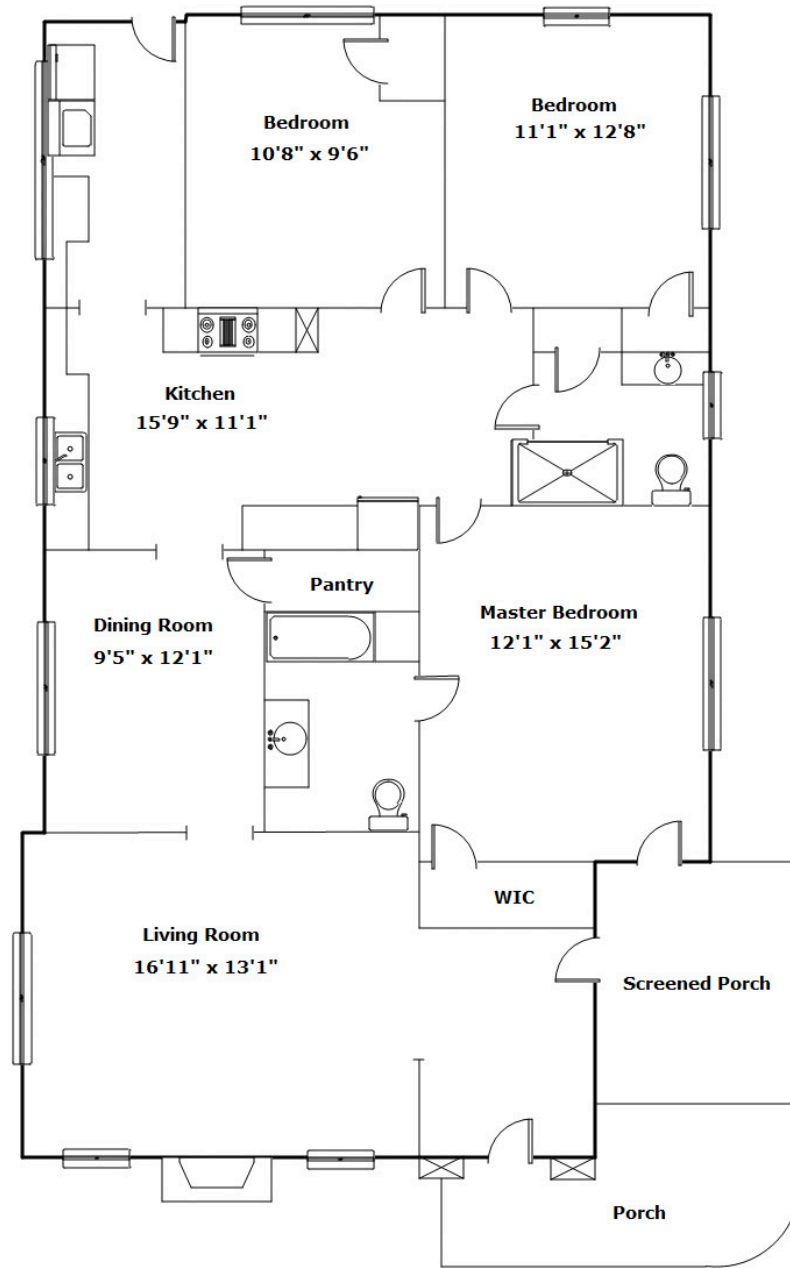 Bedroom
10'8" x 9'6"
Bedroom
11'1" x 12'8"
Kitchen
15'9" x 11'1"
Pantry
Dining Room
9'5" x 12'1"
Master Bedroom
12'1" x 15'2"
WIC
Living Room
16'11" x 13'1"
Screened Porch
Porch